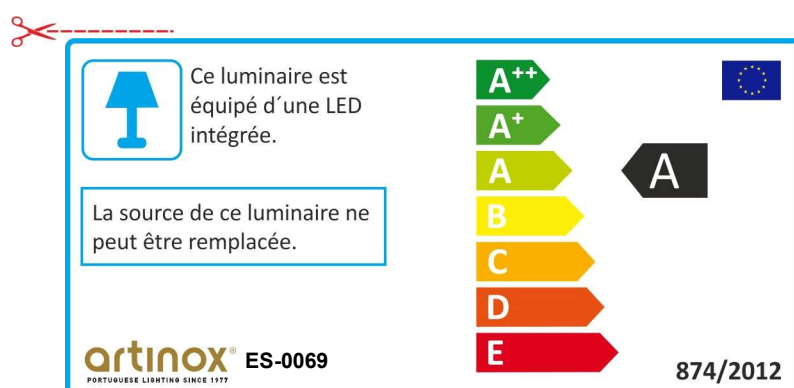 Ce luminaire est
équipé d´une LED
intégrée.
La source de ce luminaire ne
peut être remplacée.
artinox® ES-0069
PORTUGUESE LIGHTING SINCE 1977
A++
A+
A
B
C
D
E
A
874/2012